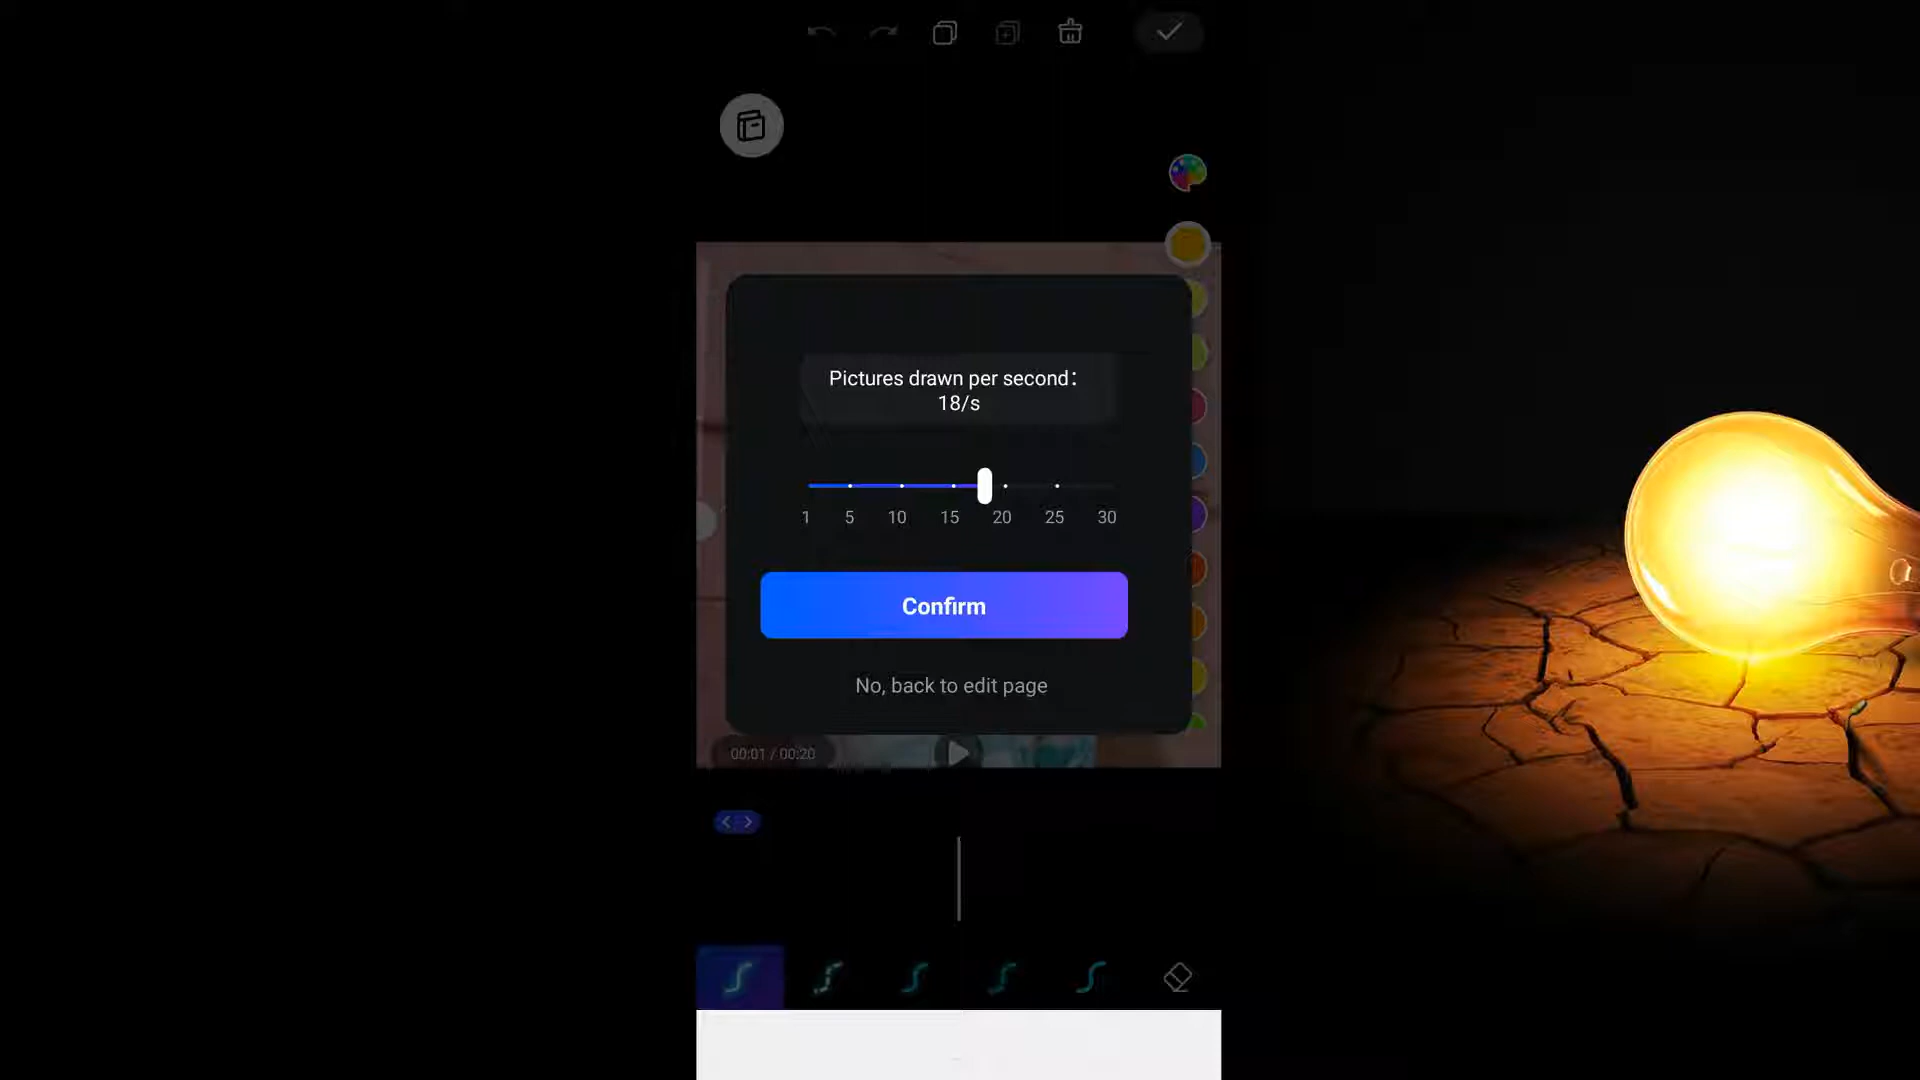 Pictures drawn per second:
18/s
1 5 10 15 20 25 30
Confirm
No, back to edit page
00:01 / 00:20